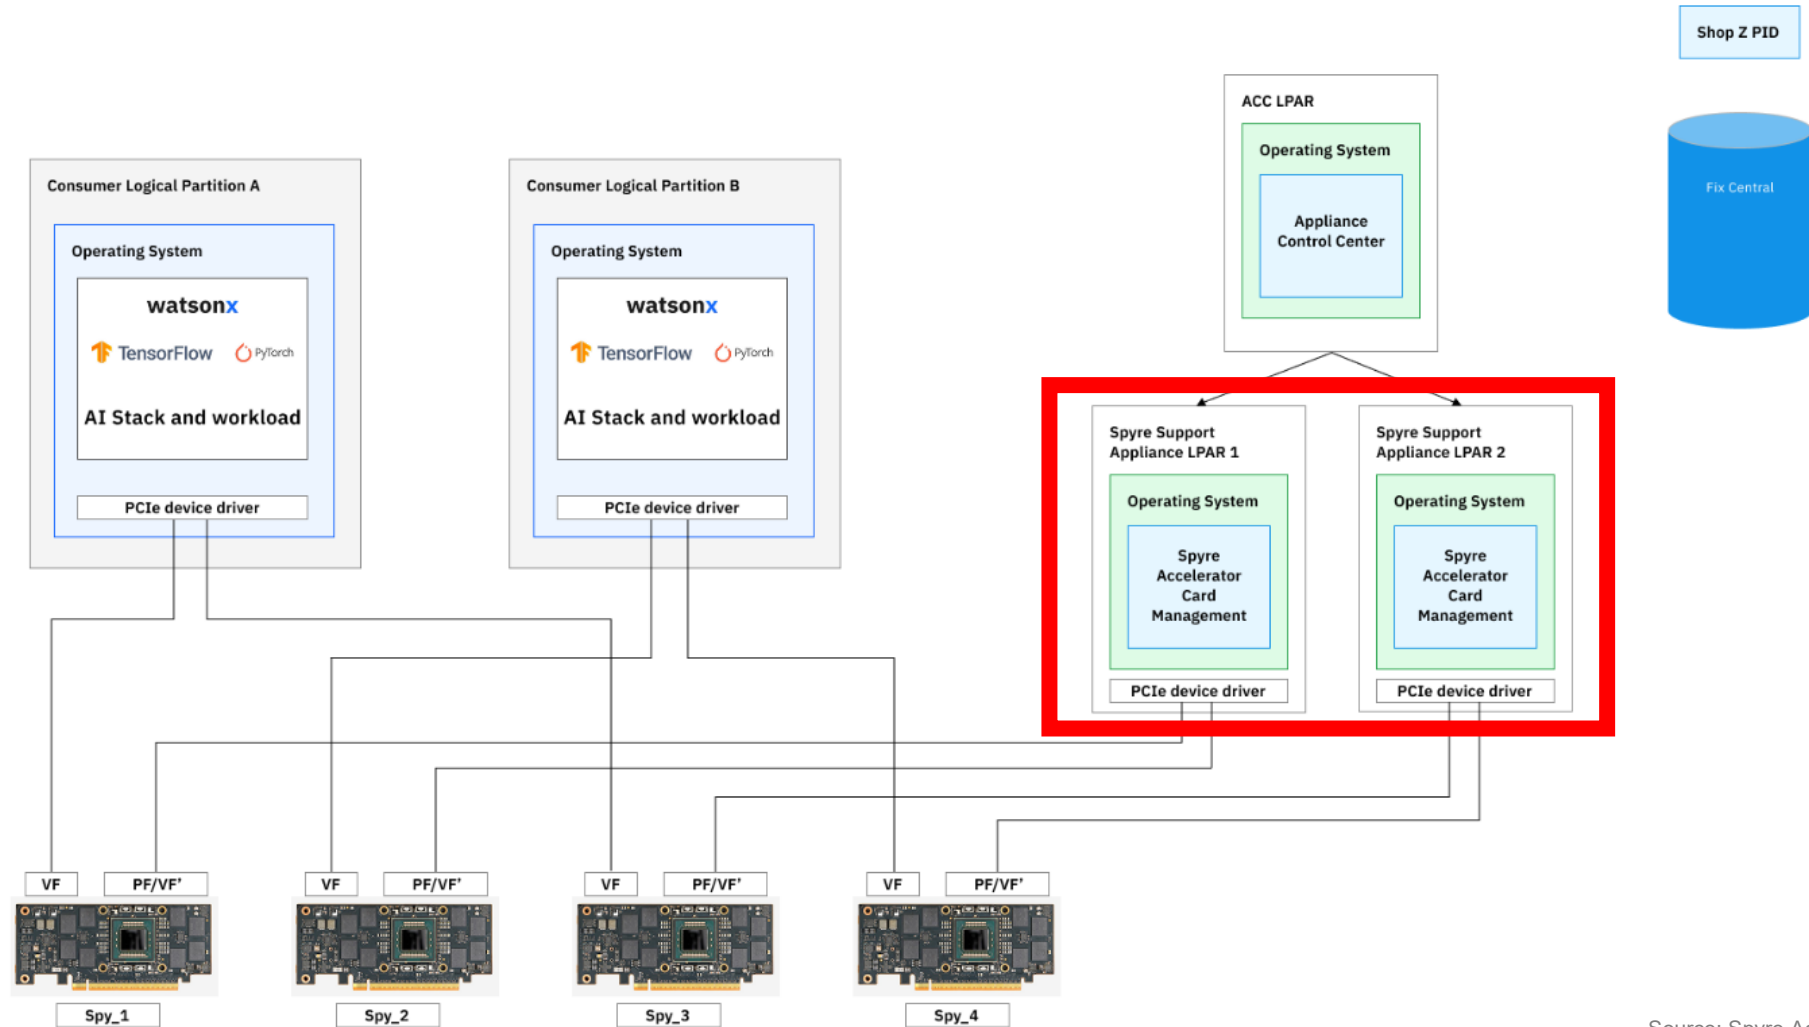 Shop Z PID
Fix Central
ACC LPAR
Operating System
Appliance
Control Center
Consumer Logical Partition A
Operating System
watsonx
TensorFlow
PyTorch
AI Stack and workload
PCIe device driver
Consumer Logical Partition B
Operating System
watsonx
TensorFlow
PyTorch
AI Stack and workload
PCIe device driver
Spyre Support
Appliance LPAR 1
Operating System
Spyre
Accelerator
Card
Management
PCIe device driver
Spyre Support
Appliance LPAR 2
Operating System
Spyre
Accelerator
Card
Management
PCIe device driver
VF
PF/VF'
VF
PF/VF'
VF
PF/VF'
VF
PF/VF'
Spy_1
Spy_2
Spy_3
Spy_4
Source: Spyre